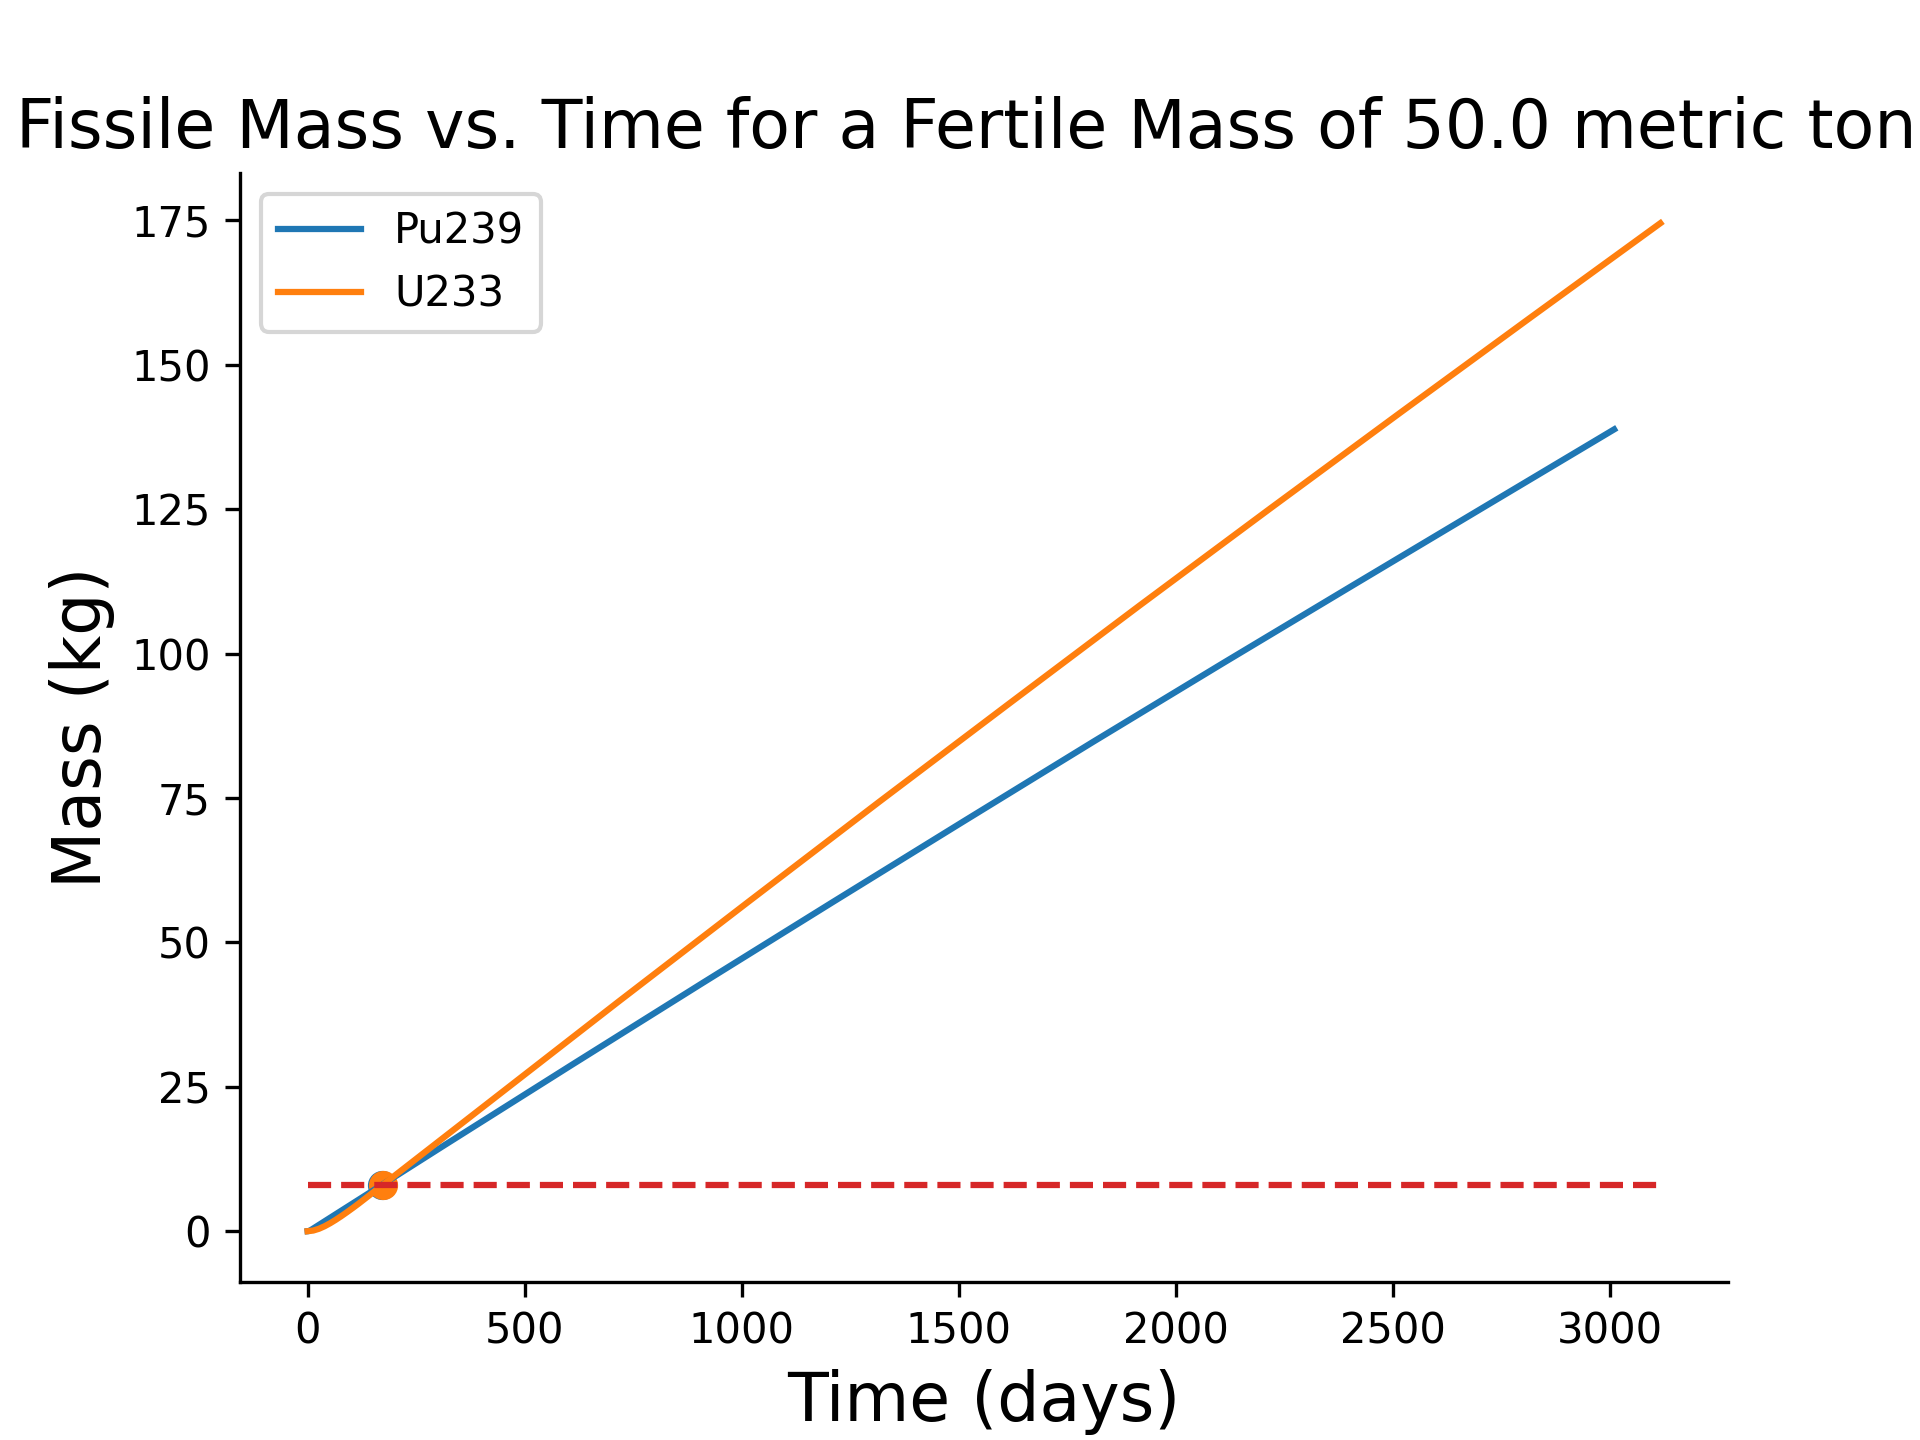 Fissile Mass vs. Time for a Fertile Mass of 50.0 metric ton
Pu239
U233
175
150
125
100
75
50
25
0
Mass (kg)
0 500 1000 1500 2000 2500 3000
Time (days)